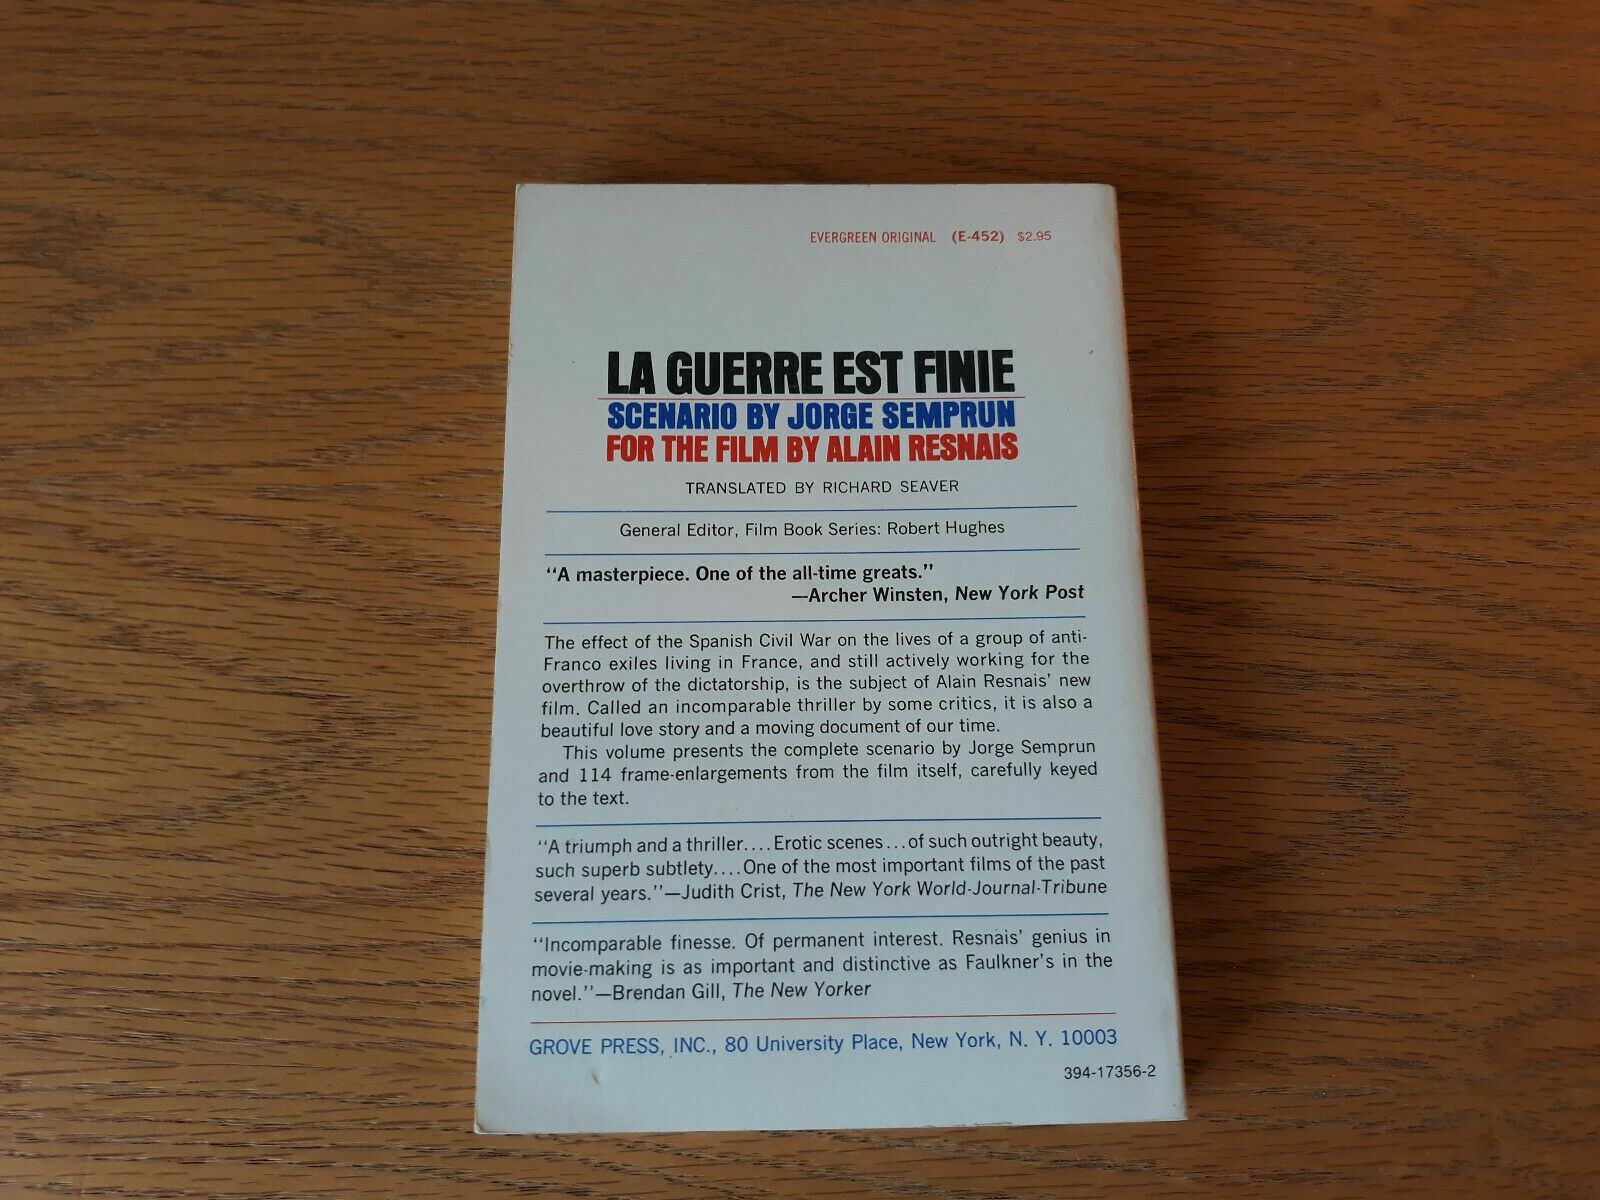 EVERGREEN ORIGINAL (E-452) $2.95
LA GUERRE EST FINIE
SCENARIO BY JORGE SEMPRUN
FOR THE FILM BY ALAIN RESNAIS
TRANSLATED BY RICHARD SEAVER
General Editor, Film Book Series: Robert Hughes
"A masterpiece. One of the all-time greats."
—Archer Winsten, New York Post
The effect of the Spanish Civil War on the lives of a group of anti-
Franco exiles living in France, and still actively working for the
overthrow of the dictatorship, is the subject of Alain Resnais' new
film. Called an incomparable thriller by some critics, it is also a
beautiful love story and a moving document of our time.
This volume presents the complete scenario by Jorge Semprun
and 114 frame-enlargements from the film itself, carefully keyed
to the text.
"A triumph and a thriller....Erotic scenes...of such outright beauty,
such superb subtlety....One of the most important films of the past
several years."—Judith Crist, The New York World-Journal-Tribune
"Incomparable finesse. Of permanent interest. Resnais' genius in
movie-making is as important and distinctive as Faulkner's in the
novel."—Brendan Gill, The New Yorker
GROVE PRESS, INC., 80 University Place, New York, N. Y. 10003
394-17356-2